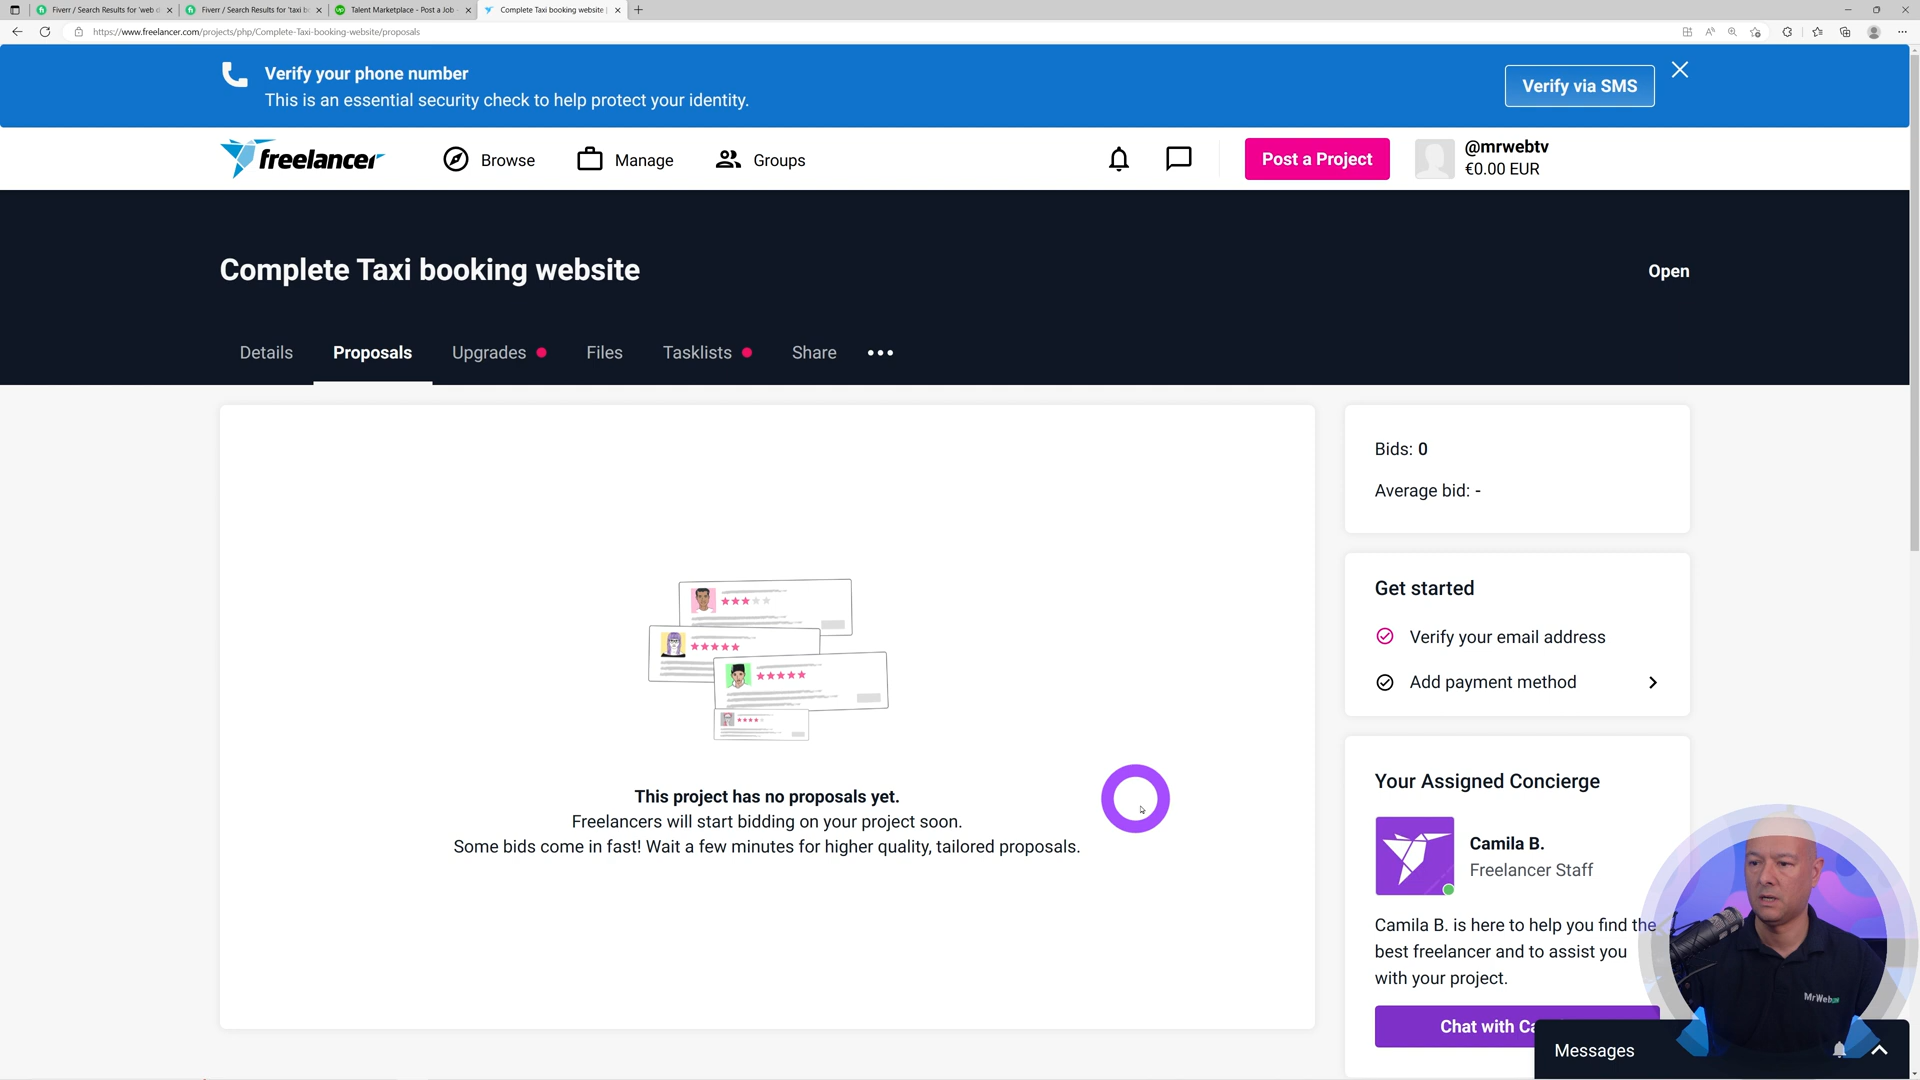 Fiverr / Search Results for 'web d
Fiverr / Search Results for 'taxi b
Talent Marketplace - Post a Job -
Complete Taxi booking website |
https://www.freelancer.com/projects/php/Complete-Taxi-booking-website/proposals
Verify your phone number
This is an essential security check to help protect your identity.
Verify via SMS
freelancer
Browse
Manage
Groups
Post a Project
@mrwebtv
€0.00 EUR
Complete Taxi booking website
Open
Details
Proposals
Upgrades
Files
Tasklists
Share
Bids: 0
Average bid: -
Get started
Verify your email address
Add payment method
This project has no proposals yet.
Freelancers will start bidding on your project soon.
Some bids come in fast! Wait a few minutes for higher quality, tailored proposals.
Your Assigned Concierge
Camila B.
Freelancer Staff
Camila B. is here to help you find the
best freelancer and to assist you
with your project.
Chat with Ca
MrWeb
Messages